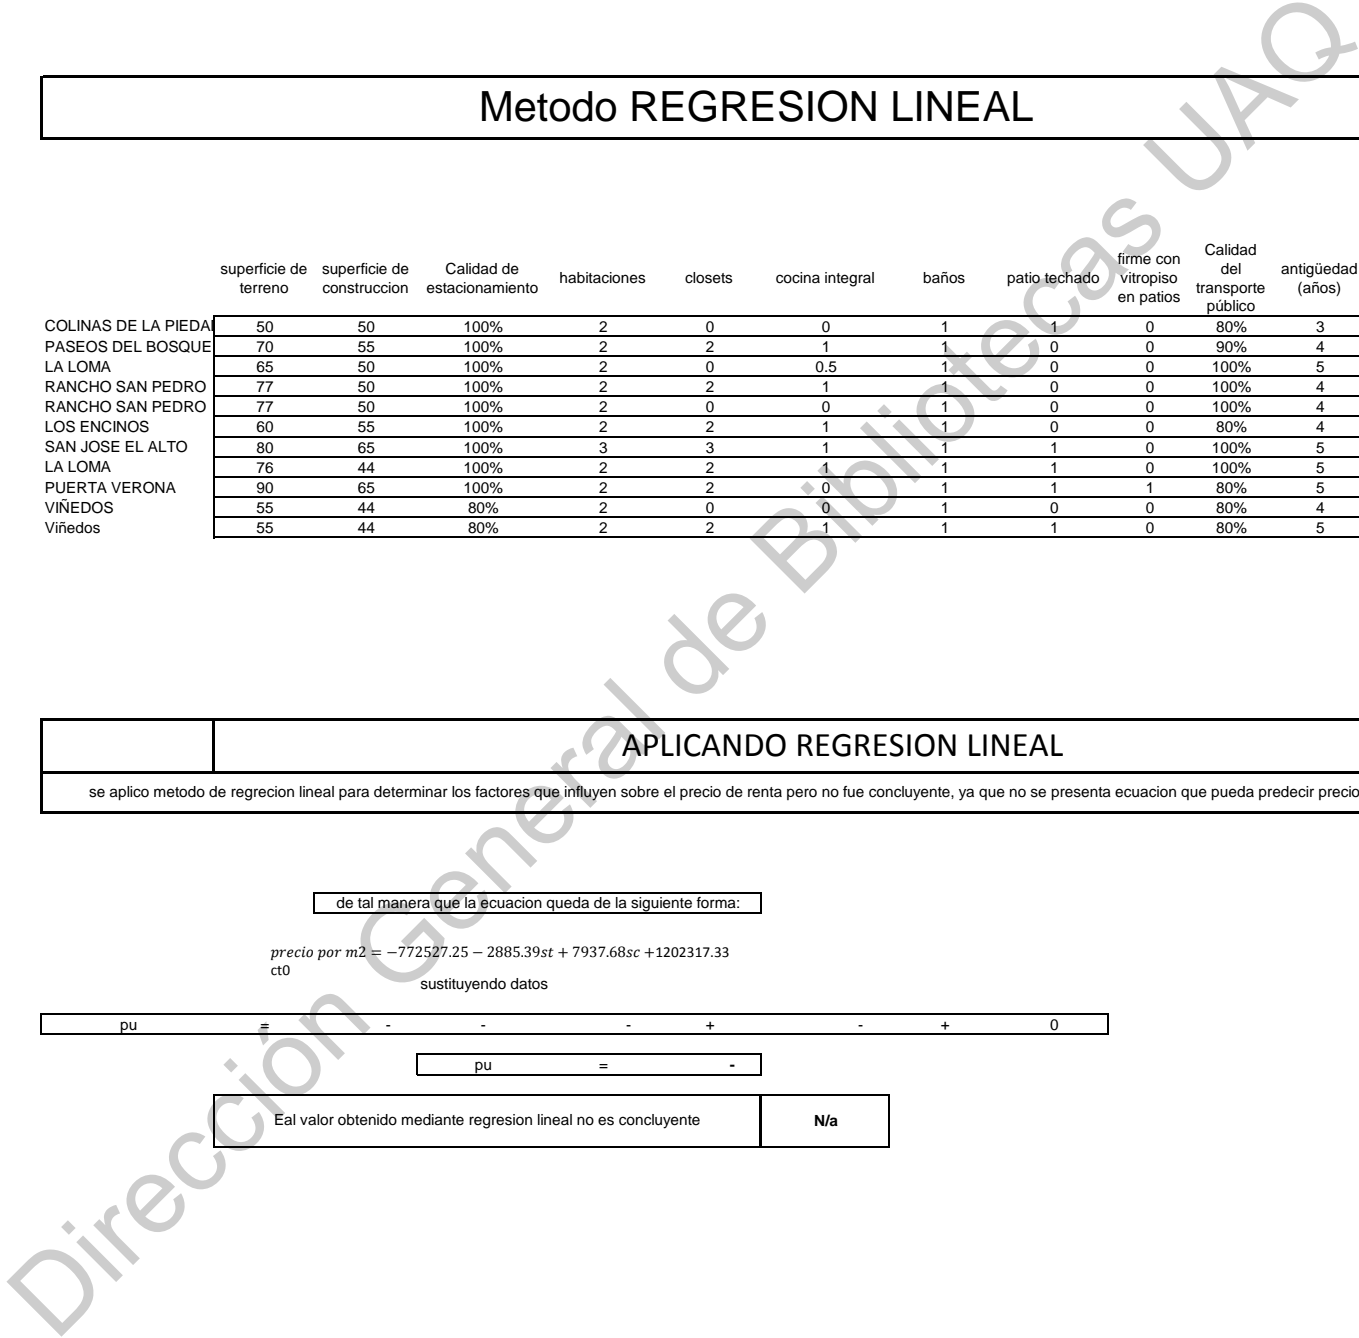 Metodo REGRESION LINEAL
superficie de terreno superficie de construccion Calidad de estacionamiento habitaciones closets cocina integral baños patio techado firme con vitropiso en patios Calidad del transporte público antigüedad (años)
COLINAS DE LA PIEDA 50 50 100% 2 0 0 1 1 0 80% 3
PASEOS DEL BOSQUE 70 55 100% 2 2 1 1 0 0 90% 4
LA LOMA 65 50 100% 2 0 0.5 1 0 0 100% 5
RANCHO SAN PEDRO 77 50 100% 2 2 1 1 0 0 100% 4
RANCHO SAN PEDRO 77 50 100% 2 0 0 1 0 0 100% 4
LOS ENCINOS 60 55 100% 2 2 1 1 0 0 80% 4
SAN JOSE EL ALTO 80 65 100% 3 3 1 1 1 0 100% 5
LA LOMA 76 44 100% 2 2 1 1 1 0 100% 5
PUERTA VERONA 90 65 100% 2 2 0 1 1 1 80% 5
VIÑEDOS 55 44 80% 2 0 0 1 0 0 80% 4
Viñedos 55 44 80% 2 2 1 1 1 0 80% 5
APLICANDO REGRESION LINEAL
se aplico metodo de regrecion lineal para determinar los factores que influyen sobre el precio de renta pero no fue concluyente, ya que no se presenta ecuacion que pueda predecir precio
de tal manera que la ecuacion queda de la siguiente forma:
precio por m2 = −772527.25 − 2885.39st + 7937.68sc +1202317.33
ct0
sustituyendo datos
pu = - - - + - + 0
pu = -
Eal valor obtenido mediante regresion lineal no es concluyente N/a
Dirección General de Bibliotecas UAQ